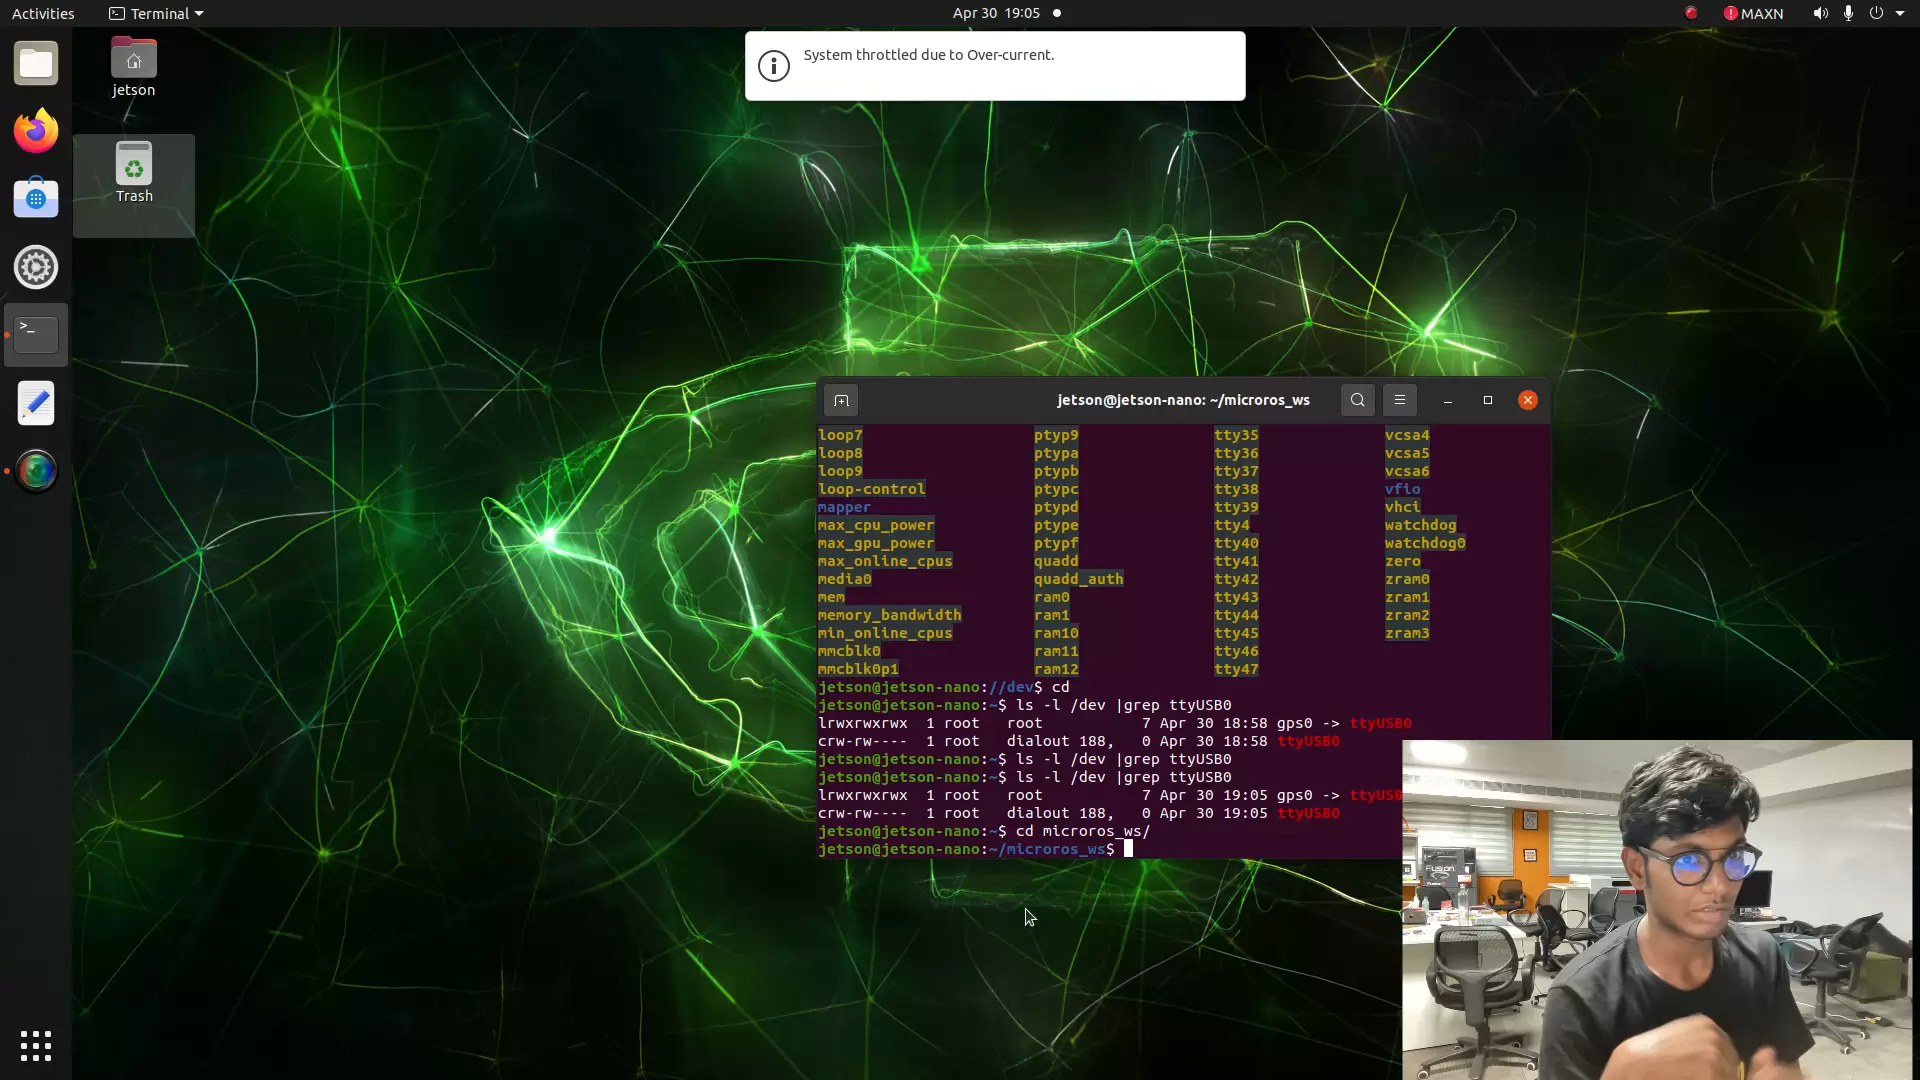 Activities
Terminal
Apr 30 19:05
MAXN
System throttled due to Over-current.
jetson
Trash
jetson@jetson-nano: ~/microros_ws
loop7 ptyp9 tty35 vcsa4
loop8 ptypa tty36 vcsa5
loop9 ptypb tty37 vcsa6
loop-control ptypc tty38 vfio
mapper ptypd tty39 vhci
max_cpu_power ptype tty4 watchdog
max_gpu_power ptypf tty40 watchdog0
max_online_cpus quadd tty41 zero
media0 quadd_auth tty42 zram0
mem ram0 tty43 zram1
memory_bandwidth ram1 tty44 zram2
min_online_cpus ram10 tty45 zram3
mmcblk0 ram11 tty46
mmcblk0p1 ram12 tty47
jetson@jetson-nano://dev$ cd
jetson@jetson-nano:~$ ls -l /dev |grep ttyUSB0
lrwxrwxrwx 1 root root 7 Apr 30 18:58 gps0 -> ttyUSB0
crw-rw---- 1 root dialout 188, 0 Apr 30 18:58 ttyUSB0
jetson@jetson-nano:~$ ls -l /dev |grep ttyUSB0
jetson@jetson-nano:~$ ls -l /dev |grep ttyUSB0
lrwxrwxrwx 1 root root 7 Apr 30 19:05 gps0 -> ttyUSB
crw-rw---- 1 root dialout 188, 0 Apr 30 19:05 ttyUSB0
jetson@jetson-nano:~$ cd microros_ws/
jetson@jetson-nano:~/microros_ws$
Fusion